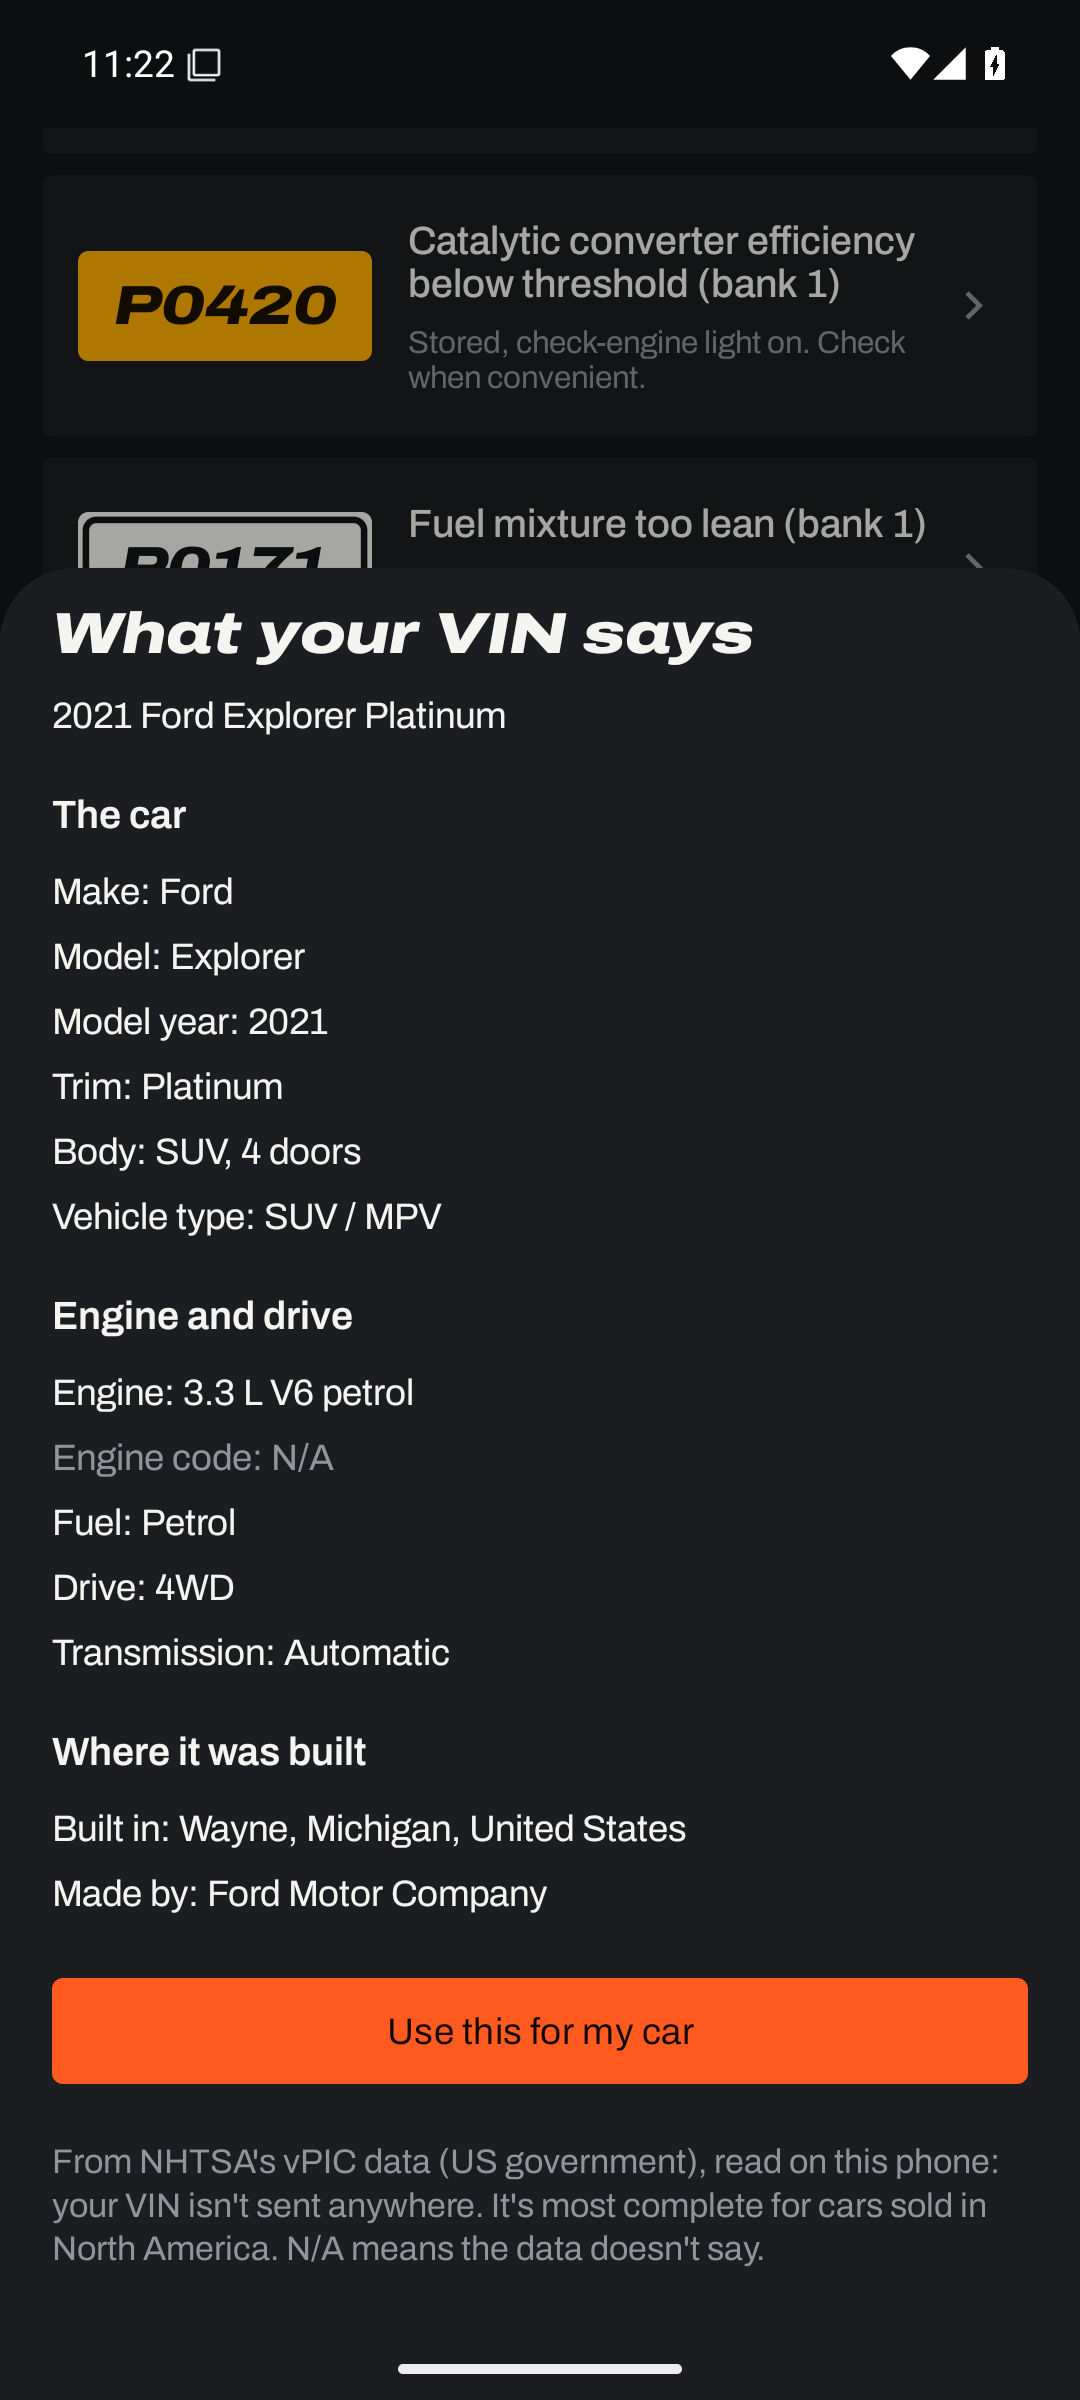 11:22
P0420
Catalytic converter efficiency
below threshold (bank 1)
Stored, check-engine light on. Check
when convenient.
P0171
Fuel mixture too lean (bank 1)
What your VIN says
2021 Ford Explorer Platinum
The car
Make: Ford
Model: Explorer
Model year: 2021
Trim: Platinum
Body: SUV, 4 doors
Vehicle type: SUV / MPV
Engine and drive
Engine: 3.3 L V6 petrol
Engine code: N/A
Fuel: Petrol
Drive: 4WD
Transmission: Automatic
Where it was built
Built in: Wayne, Michigan, United States
Made by: Ford Motor Company
Use this for my car
From NHTSA's vPIC data (US government), read on this phone:
your VIN isn't sent anywhere. It's most complete for cars sold in
North America. N/A means the data doesn't say.